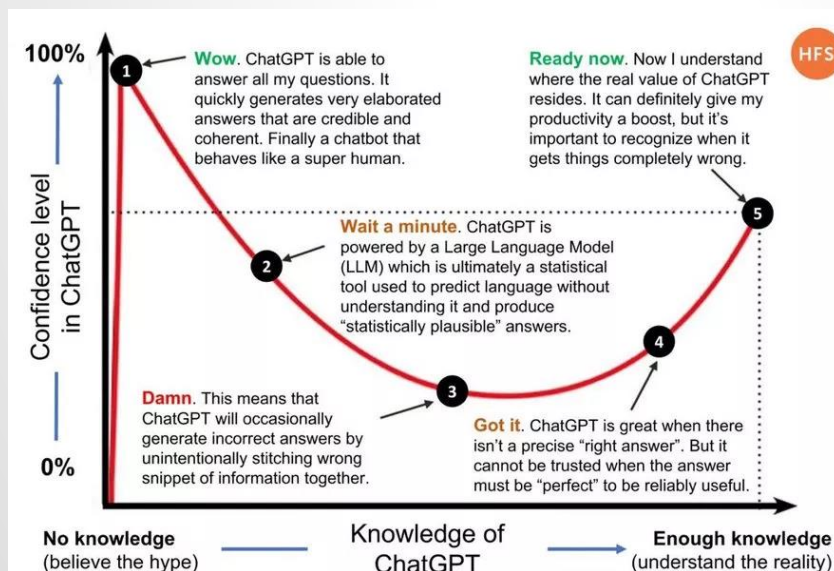 100%
HFS
1
Wow. ChatGPT is able to
answer all my questions. It
quickly generates very elaborated
answers that are credible and
coherent. Finally a chatbot that
behaves like a super human.
Ready now. Now I understand
where the real value of ChatGPT
resides. It can definitely give my
productivity a boost, but it's
important to recognize when it
gets things completely wrong.
5
Confidence level
in ChatGPT
2
Wait a minute. ChatGPT is
powered by a Large Language Model
(LLM) which is ultimately a statistical
tool used to predict language without
understanding it and produce
“statistically plausible” answers.
4
3
Damn. This means that
ChatGPT will occasionally
generate incorrect answers by
unintentionally stitching wrong
snippet of information together.
Got it. ChatGPT is great when there
isn't a precise “right answer”. But it
cannot be trusted when the answer
must be “perfect” to be reliably useful.
0%
No knowledge
(believe the hype)
Knowledge of
ChatGPT
Enough knowledge
(understand the reality)